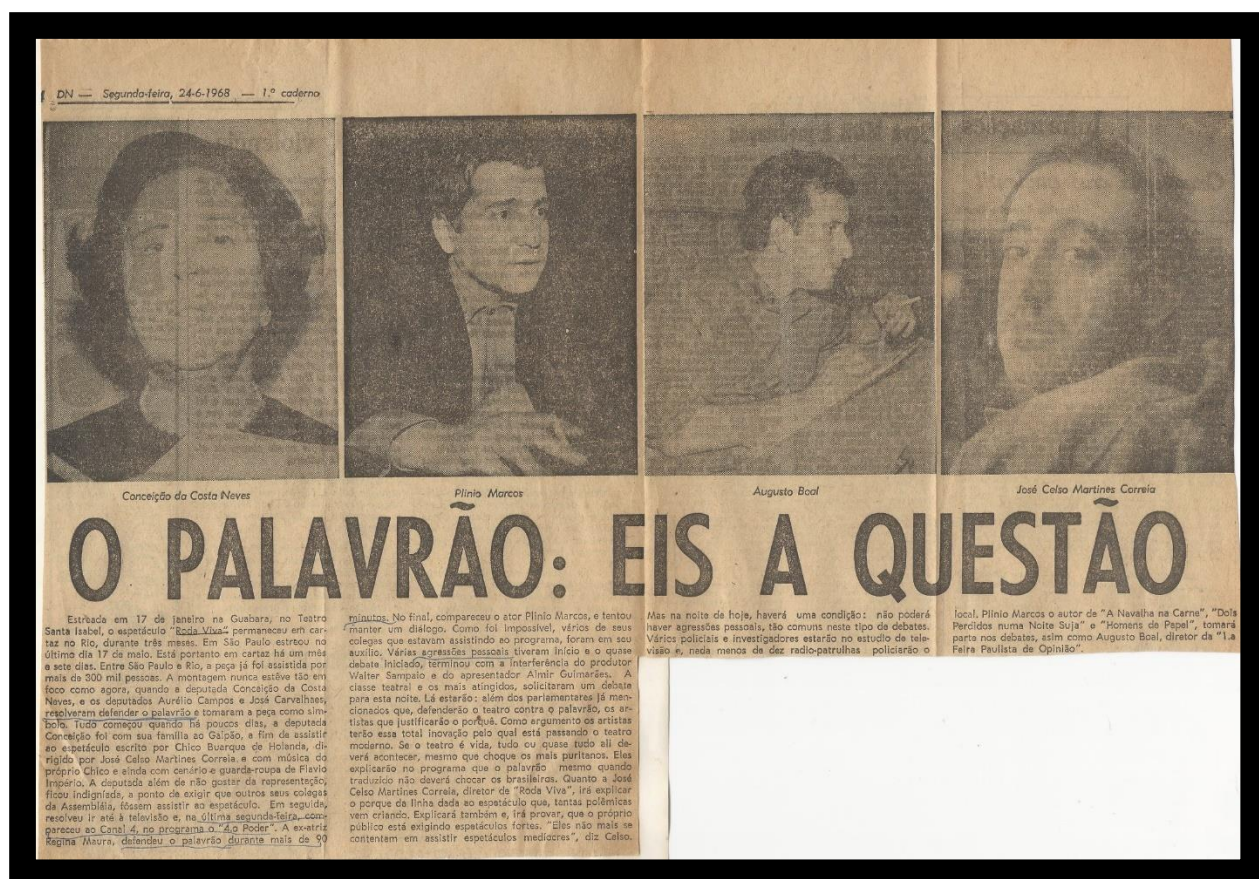 DN — Segunda-feira, 24-6-1968 — 1.º caderno
Conceição da Costa Neves
Plínio Marcos
Augusto Boal
José Celso Martines Correia
O PALAVRÃO: EIS A QUESTÃO
Estreada em 17 de janeiro na Guabara, no Teatro
Santa Isabel, o espetáculo "Roda Viva" permaneceu em car-
taz no Rio, durante três meses. Em São Paulo estreou no
último dia 17 de maio. Está portanto em cartaz há um mês
e sete dias. Entre São Paulo e Rio, a peça já foi assistida por
mais de 300 mil pessoas. A montagem nunca estêve tão em
foco como agora, quando a deputada Conceição da Costa
Neves, e os deputados Aurélio Campos e José Carvalhaes,
resolveram defender o palavrão e tomaram a peça como sím-
bolo. Tudo começou quando há poucos dias, a deputada
Conceição foi com sua família ao Galpão, a fim de assistir
ao espetáculo escrito por Chico Buarque de Holanda, di-
rigido por José Celso Martines Correia e com música do
próprio Chico e ainda com cenário e guarda-roupa de Flavio
Império. A deputada além de não gostar da representação,
ficou indignada, a ponto de exigir que outros seus colegas
da Assembléia, fôssem assistir ao espetáculo. Em seguida,
resolveu ir até à televisão e, na última segunda-feira, com-
pareceu ao Canal 4, no programa o "4.o Poder". A ex-atriz
Regina Maura, defendeu o palavrão durante mais de 90
minutos. No final, compareceu o ator Plínio Marcos, e tentou
manter um diálogo. Como foi impossível, vários de seus
colegas que estavam assistindo ao programa, foram em seu
auxílio. Várias agressões pessoais tiveram início e o quase
debate iniciado, terminou com a interferência do produtor
Walter Sampaio e do apresentador Almir Guimarães. A
classe teatral e os mais atingidos, solicitaram um debate
para esta noite. Lá estarão: além dos parlamentares já men-
cionados que, defenderão o teatro contra o palavrão, os ar-
tistas que justificarão o porquê. Como argumento os artistas
terão essa total inovação pelo qual está passando o teatro
moderno. Se o teatro é vida, tudo ou quase tudo ali de-
verá acontecer, mesmo que choque os mais puritanos. Eles
explicarão no programa que o palavrão mesmo quando
traduzido não deverá chocar os brasileiros. Quanto a José
Celso Martines Correia, diretor de "Roda Viva", irá explicar
o porque da linha dada ao espetáculo que, tantas polêmicas
vem criando. Explicará também e, irá provar, que o próprio
público está exigindo espetáculos fortes. "Eles não mais se
contentem em assistir espetáculos mediocres", diz Celso.
Mas na noite de hoje, haverá uma condição: não poderá
haver agressões pessoais, tão comuns neste tipo de debates.
Vários policiais e investigadores estarão no estudio de tele-
visão e, nada menos de dez radio-patrulhas policiarão o
local. Plínio Marcos o autor de "A Navalha na Carne", "Dois
Perdidos numa Noite Suja" e "Homens de Papel", tomará
parte nos debates, asim como Augusto Boal, diretor da "1.a
Feira Paulista de Opinião".